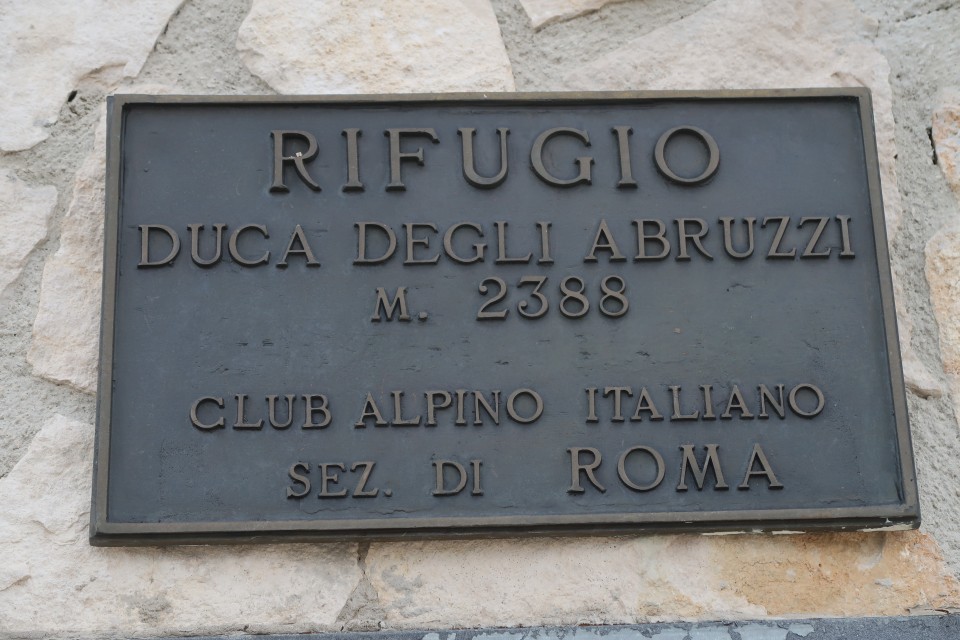 RIFUGIO
DUCA DEGLI ABRUZZI
M. 2388
CLUB ALPINO ITALIANO
SEZ. DI ROMA